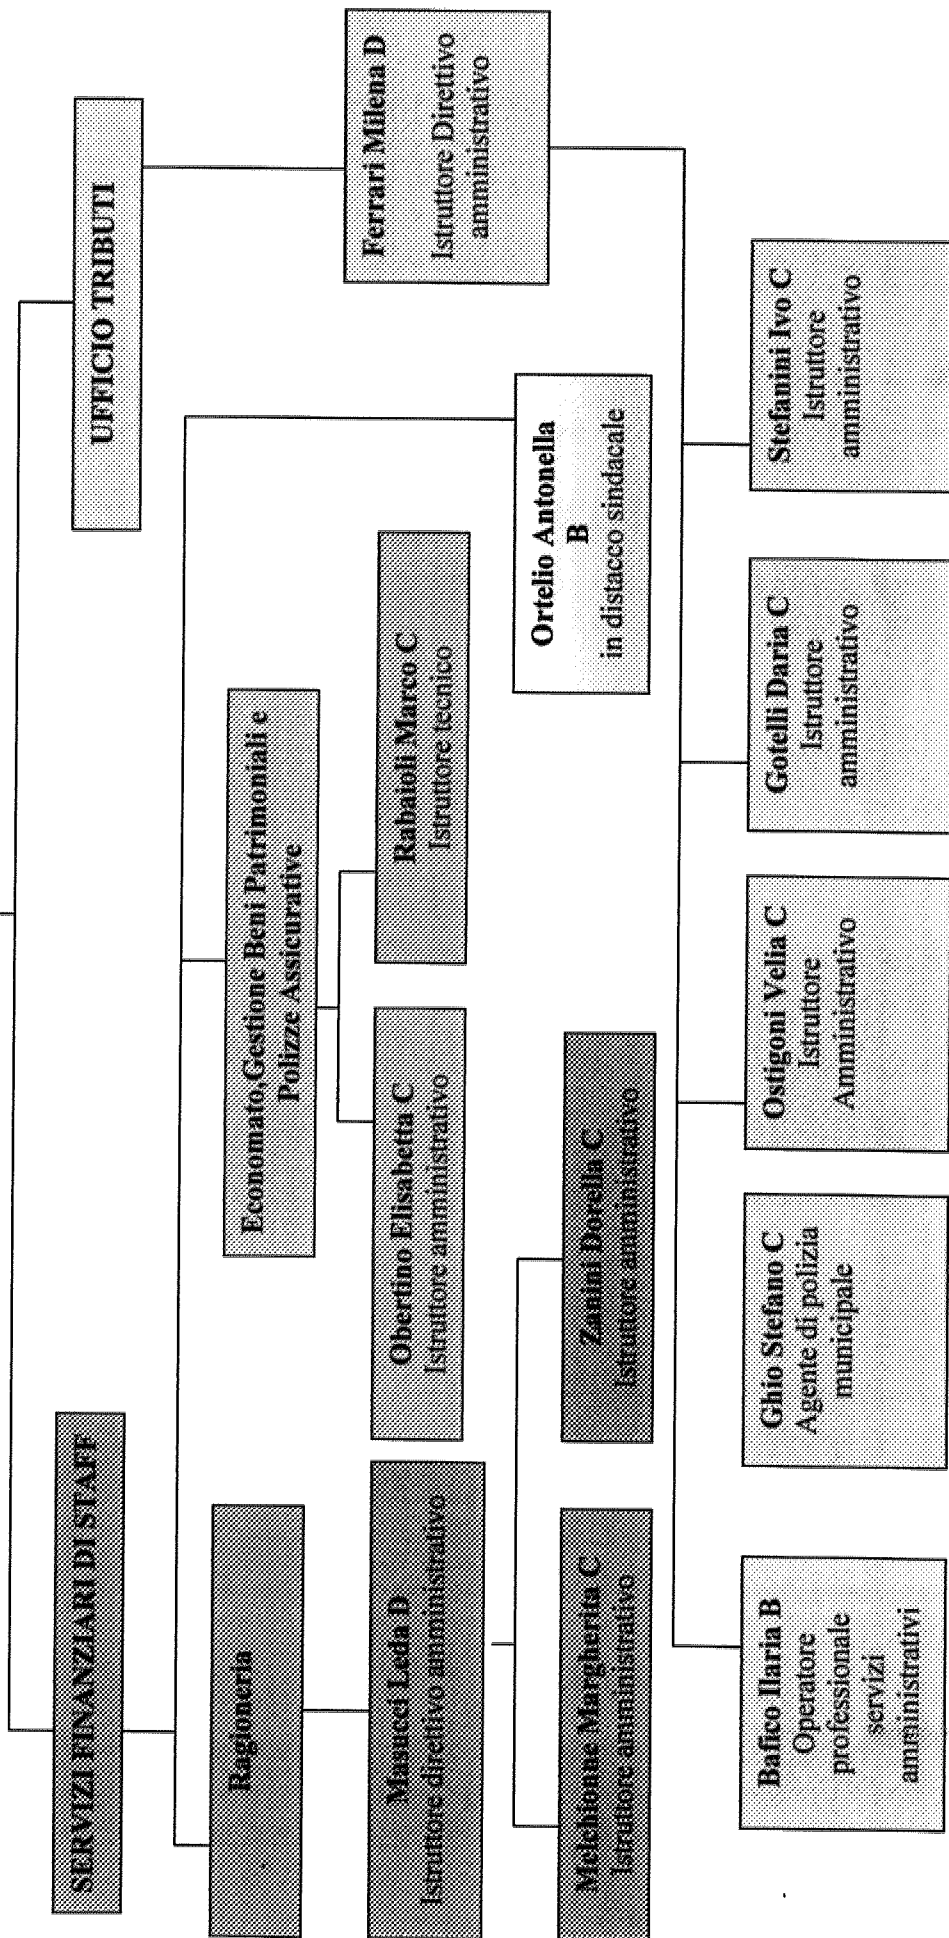 SERVIZI FINANZIARI DI STAFF
UFFICIO TRIBUTI
Ragioneria
Economato,Gestione Beni Patrimoniali e
Polizze Assicurative
Masucci Leda D
Istruttore direttivo amministrativo
Obertino Elisabetta C
Istruttore amministrativo
Rabaioli Marco C
Istruttore tecnico
Ferrari Milena D
Istruttore Direttivo
amministrativo
Melchionne Margherita C
Istruttore amministrativo
Zanini Dorella C
Istruttore amministrativo
Ortelio Antonella
B
in distacco sindacale
Bafico Ilaria B
Operatore
professionale
servizi
amministrativi
Ghio Stefano C
Agente di polizia
municipale
Ostigoni Velia C
Istruttore
Amministrativo
Gotelli Daria C
Istruttore
amministrativo
Stefanini Ivo C
Istruttore
amministrativo